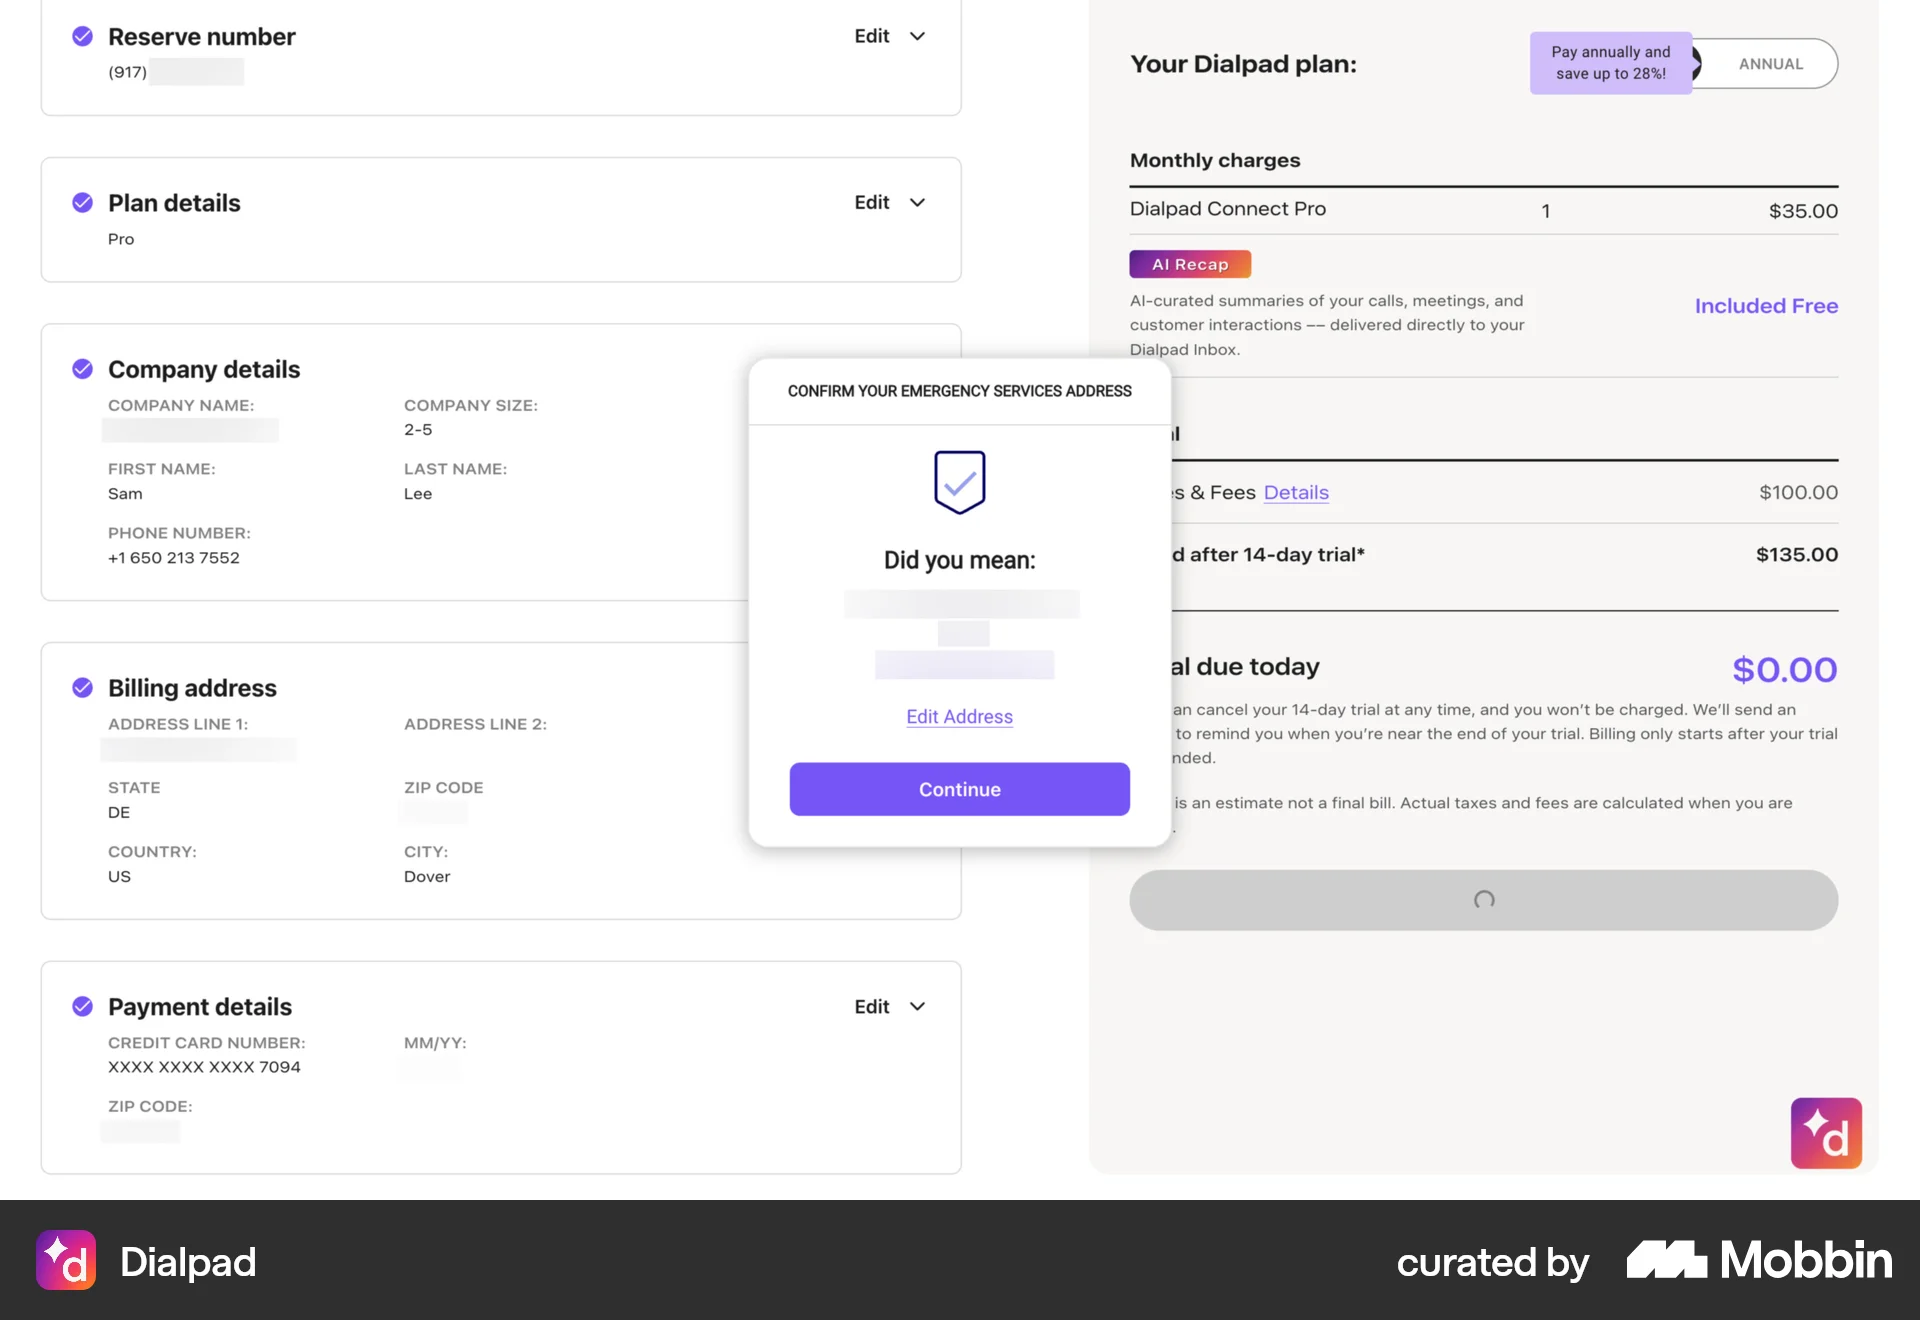 Reserve number
Edit
(917)
Plan details
Edit
Pro
Company details
COMPANY NAME:
COMPANY SIZE:
2-5
FIRST NAME:
LAST NAME:
Sam
Lee
PHONE NUMBER:
+1 650 213 7552
Billing address
ADDRESS LINE 1:
ADDRESS LINE 2:
STATE
ZIP CODE
DE
COUNTRY:
CITY:
US
Dover
Payment details
Edit
CREDIT CARD NUMBER:
MM/YY:
XXXX XXXX XXXX 7094
ZIP CODE:
CONFIRM YOUR EMERGENCY SERVICES ADDRESS
Did you mean:
Edit Address
Continue
Your Dialpad plan:
Pay annually and
save up to 28%!
ANNUAL
Monthly charges
Dialpad Connect Pro 1 $35.00
AI Recap
AI-curated summaries of your calls, meetings, and
customer interactions –– delivered directly to your
Dialpad Inbox.
Included Free
& Fees Details $100.00
after 14-day trial* $135.00
due today $0.00
cancel your 14-day trial at any time, and you won't be charged. We'll send an
to remind you when you're near the end of your trial. Billing only starts after your trial
is an estimate not a final bill. Actual taxes and fees are calculated when you are
d
d
Dialpad
curated by Mobbin